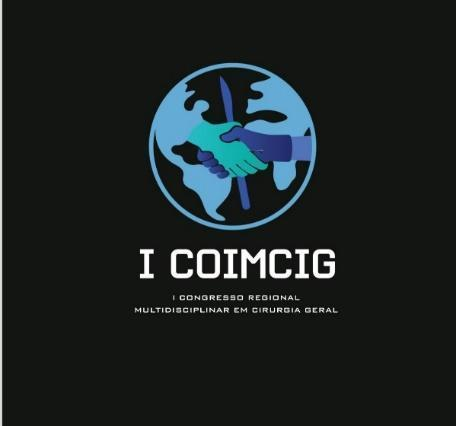 I COIMCIG
I CONGRESSO REGIONAL
MULTIDISCIPLINAR EM CIRURGIA GERAL